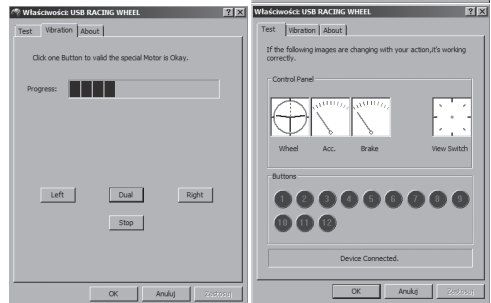 Właściwości: USB RACING WHEEL
Test Vibration About
Click one Button to valid the special Motor is Okay.
Progress:
Left Dual Right
Stop
OK Anuluj Zastosuj
Właściwości: USB RACING WHEEL
Test Vibration About
If the following images are changing with your action,it's working
correctly.
Control Panel
Wheel Acc. Brake View Switch
Buttons
1 2 3 4 5 6 7 8 9
10 11 12
Device Connected.
OK Anuluj Zastosuj